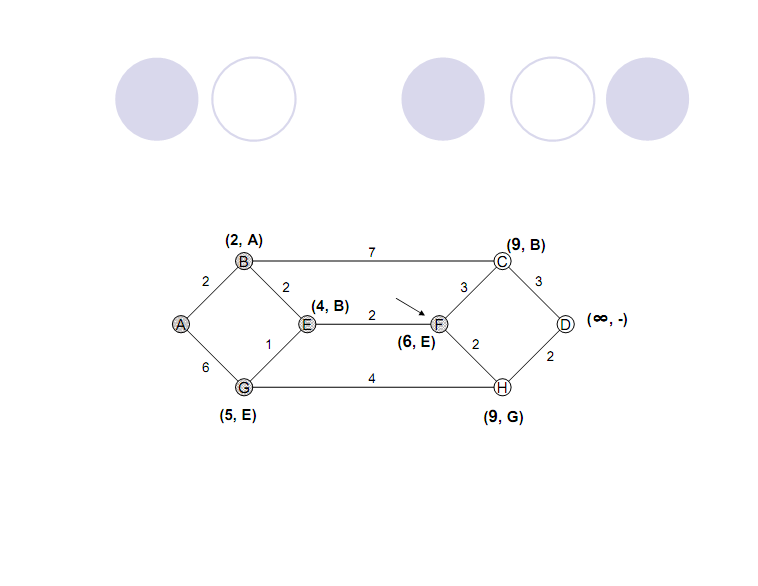 (2, A)
(9, B)
B
7
C
2
2
3
3
(4, B)
A
E
2
F
D
(∞, -)
(6, E)
6
1
2
2
G
4
H
(5, E)
(9, G)